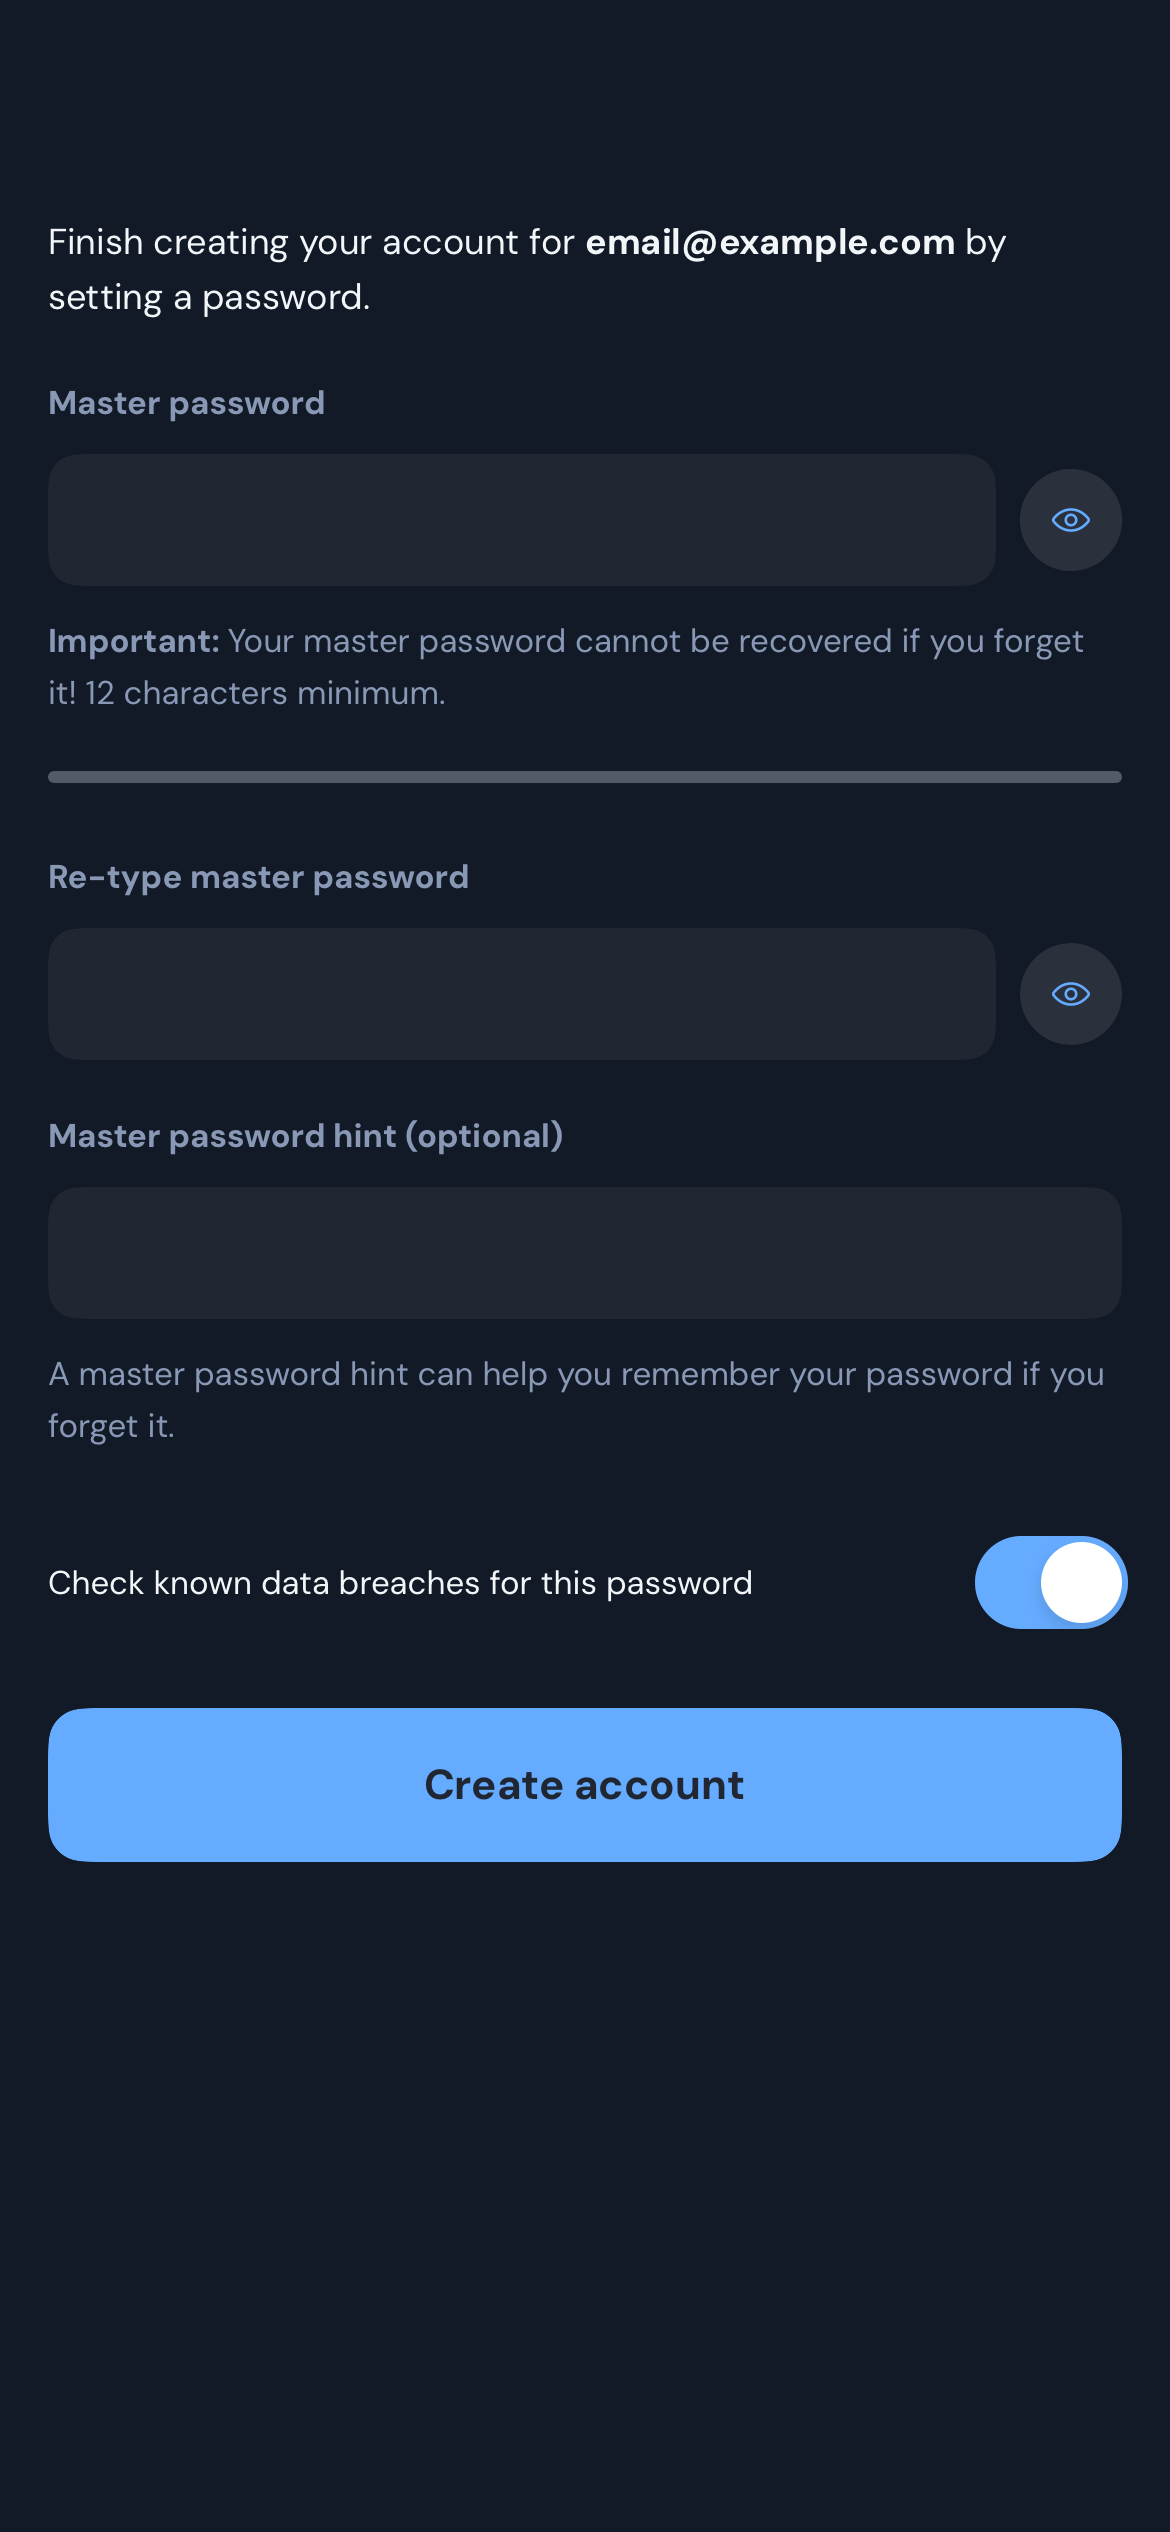 Finish creating your account for email@example.com by
setting a password.
Master password
Important: Your master password cannot be recovered if you forget
it! 12 characters minimum.
Re-type master password
Master password hint (optional)
A master password hint can help you remember your password if you
forget it.
Check known data breaches for this password
Create account